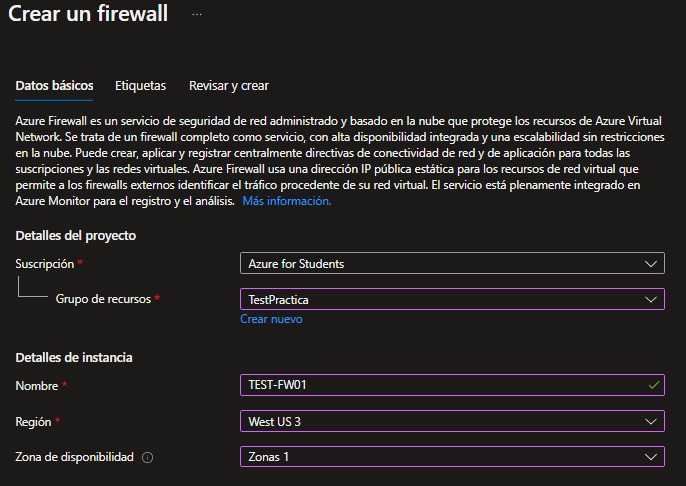 Crear un firewall ...
Datos básicos Etiquetas Revisar y crear
Azure Firewall es un servicio de seguridad de red administrado y basado en la nube que protege los recursos de Azure Virtual
Network. Se trata de un firewall completo como servicio, con alta disponibilidad integrada y una escalabilidad sin restricciones
en la nube. Puede crear, aplicar y registrar centralmente directivas de conectividad de red y de aplicación para todas las
suscripciones y las redes virtuales. Azure Firewall usa una dirección IP pública estática para los recursos de red virtual que
permite a los firewalls externos identificar el tráfico procedente de su red virtual. El servicio está plenamente integrado en
Azure Monitor para el registro y el análisis. Más información.
Detalles del proyecto
Suscripción * Azure for Students
Grupo de recursos * TestPractica
Crear nuevo
Detalles de instancia
Nombre * TEST-FW01
Región * West US 3
Zona de disponibilidad Zonas 1